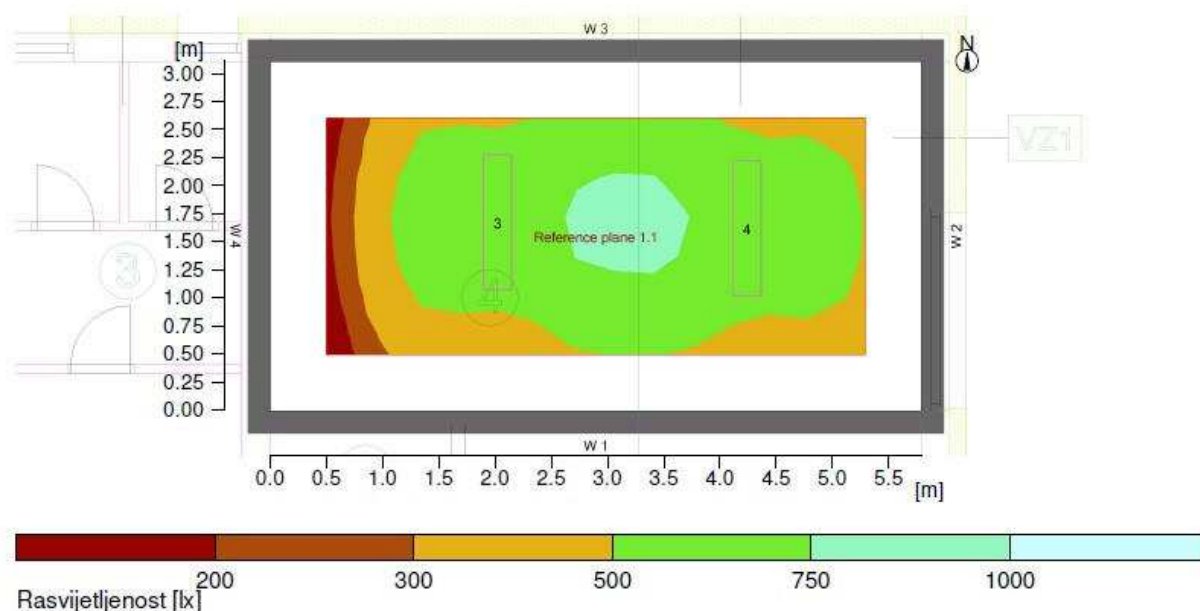 W 3
N
[m]
3.00
2.75
2.50
2.25
2.00
1.75
1.50
1.25
1.00
0.75
0.50
0.25
0.00
VZ1
3
4
Reference plane 1.1
W 4
W 2
3
4
W 1
0.0 0.5 1.0 1.5 2.0 2.5 3.0 3.5 4.0 4.5 5.0 5.5
[m]
200 300 500 750 1000
Rasvijetljenost [lx]